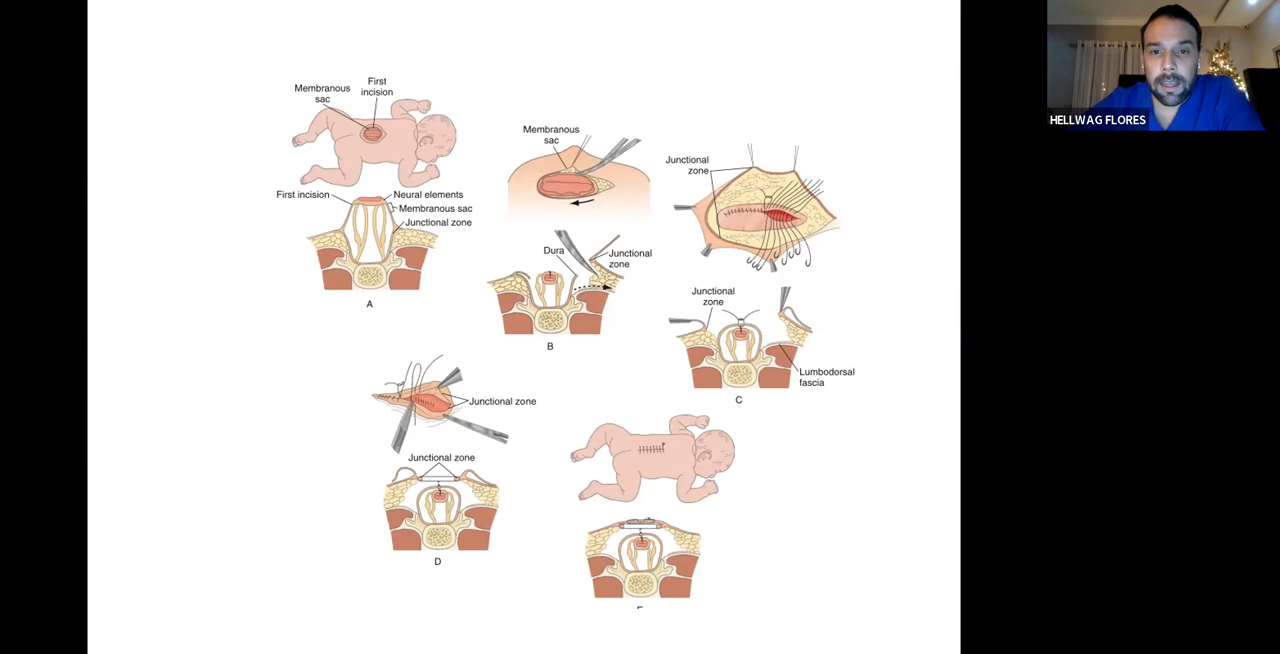 HELLWAG FLORES
First
incision
Membranous
sac
First incision
Neural elements
Membranous sac
Junctional zone
A
Membranous
sac
Dura
Junctional
zone
B
Junctional
zone
Junctional
zone
Lumbodorsal
fascia
C
Junctional zone
Junctional zone
D